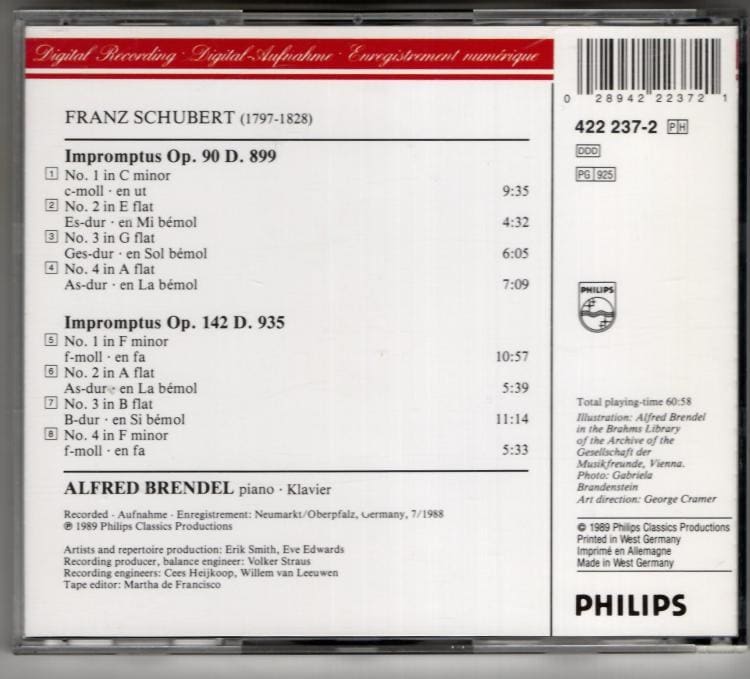 Digital Recording · Digital-Aufnahme · Enregistrement numérique
FRANZ SCHUBERT (1797-1828)
Impromptus Op. 90 D. 899
1 No. 1 in C minor
c-moll · en ut 9:35
2 No. 2 in E flat
Es-dur · en Mi bémol 4:32
3 No. 3 in G flat
Ges-dur · en Sol bémol 6:05
4 No. 4 in A flat
As-dur · en La bémol 7:09
Impromptus Op. 142 D. 935
5 No. 1 in F minor
f-moll · en fa 10:57
6 No. 2 in A flat
As-dur · en La bémol 5:39
7 No. 3 in B flat
B-dur · en Si bémol 11:14
8 No. 4 in F minor
f-moll · en fa 5:33
ALFRED BRENDEL piano · Klavier
Recorded · Aufnahme · Enregistrement: Neumarkt/Oberpfalz, Germany, 7/1988
℗ 1989 Philips Classics Productions
Artists and repertoire production: Erik Smith, Eve Edwards
Recording producer, balance engineer: Volker Straus
Recording engineers: Cees Heijkoop, Willem van Leeuwen
Tape editor: Martha de Francisco
0 28942 22372 1
422 237-2 PH
DDD
PG 925
PHILIPS
Total playing-time 60:58
Illustration: Alfred Brendel
in the Brahms Library
of the Archive of the
Gesellschaft der
Musikfreunde, Vienna.
Photo: Gabriela
Brandenstein
Art direction: George Cramer
© 1989 Philips Classics Productions
Printed in West Germany
Imprimé en Allemagne
Made in West Germany
PHILIPS